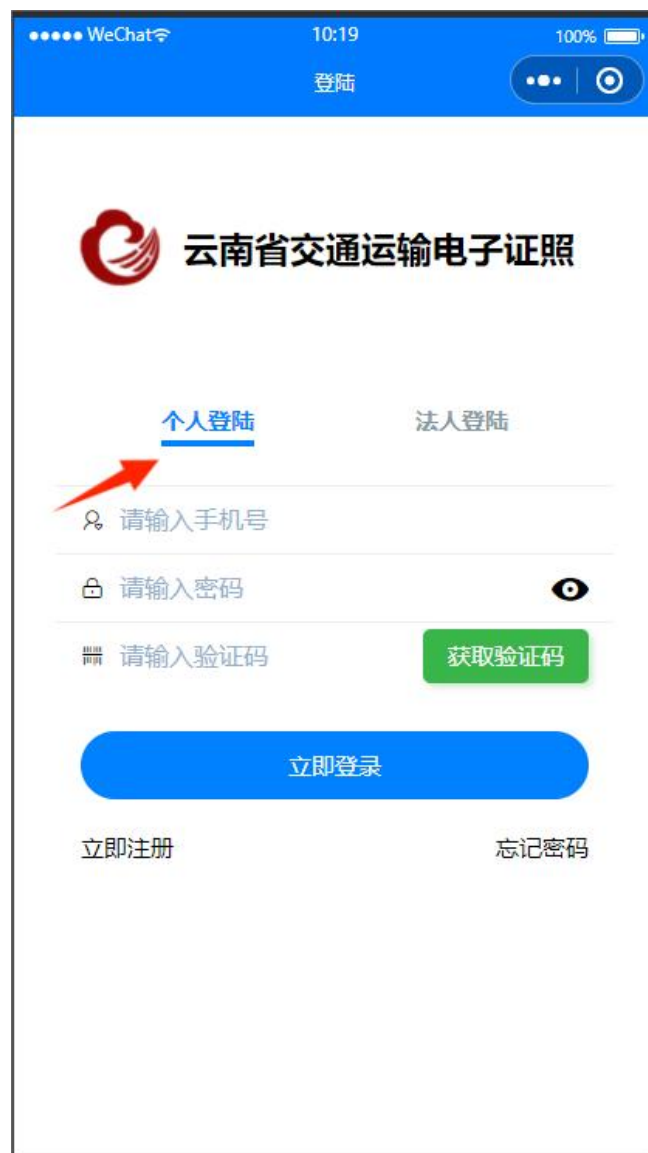 WeChat 10:19 100%
登陆
云南省交通运输电子证照
个人登陆 法人登陆
请输入手机号
请输入密码
请输入验证码 获取验证码
立即登录
立即注册 忘记密码